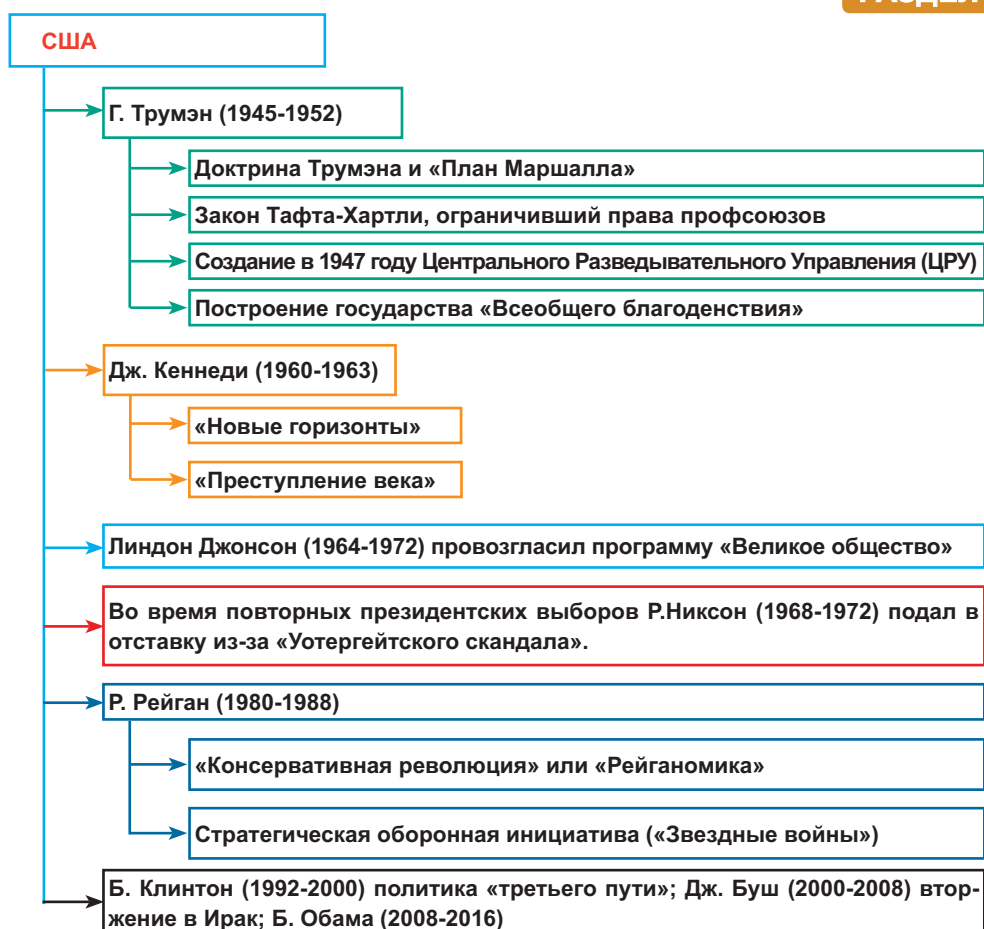 РАЗДЕЛ
США
Г. Трумэн (1945-1952)
Доктрина Трумэна и «План Маршалла»
Закон Тафта-Хартли, ограничивший права профсоюзов
Создание в 1947 году Центрального Разведывательного Управления (ЦРУ)
Построение государства «Всеобщего благоденствия»
Дж. Кеннеди (1960-1963)
«Новые горизонты»
«Преступление века»
Линдон Джонсон (1964-1972) провозгласил программу «Великое общество»
Во время повторных президентских выборов Р.Никсон (1968-1972) подал в
отставку из-за «Уотергейтского скандала».
Р. Рейган (1980-1988)
«Консервативная революция» или «Рейганомика»
Стратегическая оборонная инициатива («Звездные войны»)
Б. Клинтон (1992-2000) политика «третьего пути»; Дж. Буш (2000-2008) втор-
жение в Ирак; Б. Обама (2008-2016)